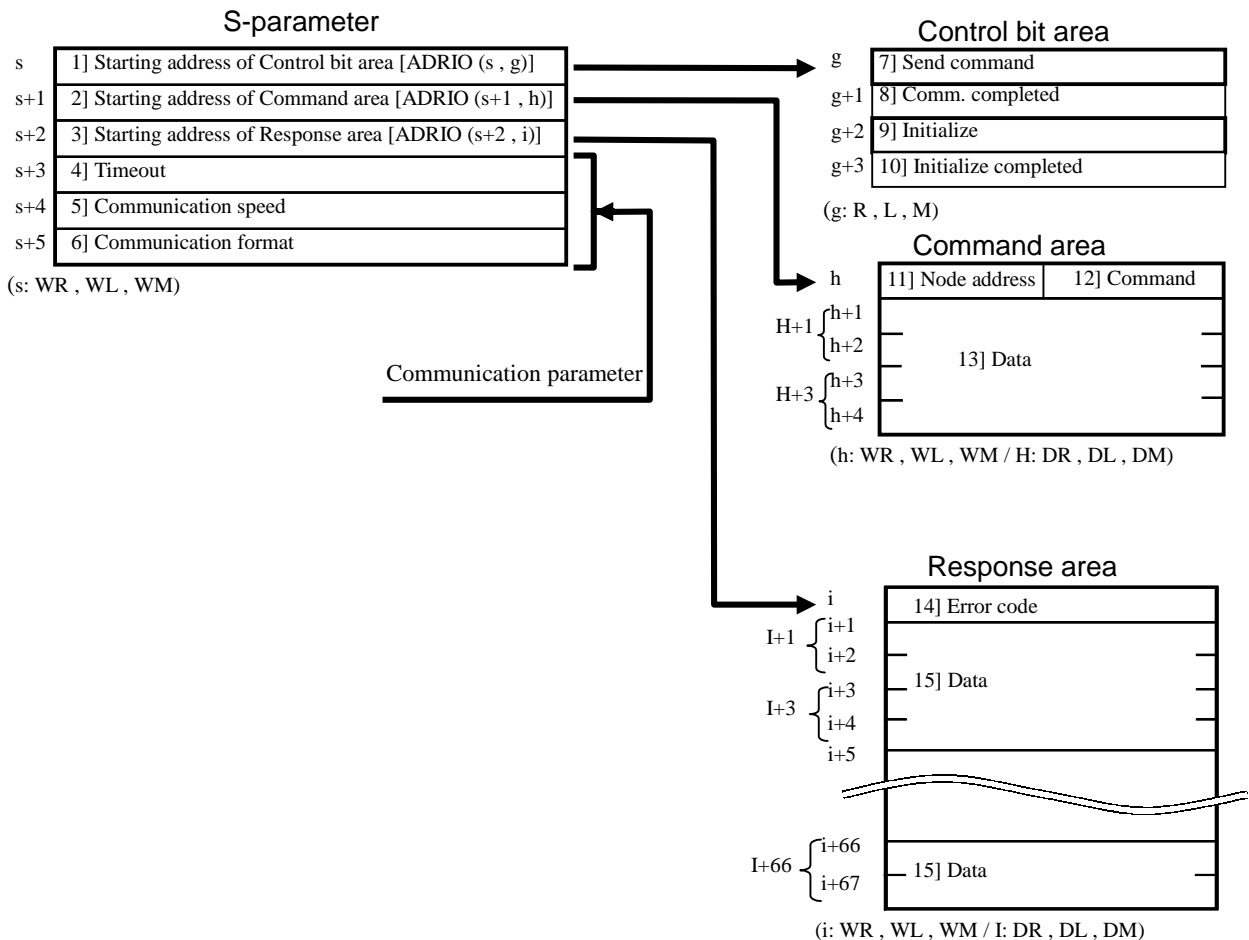 S-parameter
s 1] Starting address of Control bit area [ADRIO (s , g)]
s+1 2] Starting address of Command area [ADRIO (s+1 , h)]
s+2 3] Starting address of Response area [ADRIO (s+2 , i)]
s+3 4] Timeout
s+4 5] Communication speed
s+5 6] Communication format
(s: WR , WL , WM)
Communication parameter
Control bit area
g 7] Send command
g+1 8] Comm. completed
g+2 9] Initialize
g+3 10] Initialize completed
(g: R , L , M)
Command area
h 11] Node address 12] Command
H+1 h+1
h+2
13] Data
H+3 h+3
h+4
(h: WR , WL , WM / H: DR , DL , DM)
Response area
i 14] Error code
I+1 i+1
i+2
15] Data
I+3 i+3
i+4
i+5
I+66 i+66
i+67 15] Data
(i: WR , WL , WM / I: DR , DL , DM)